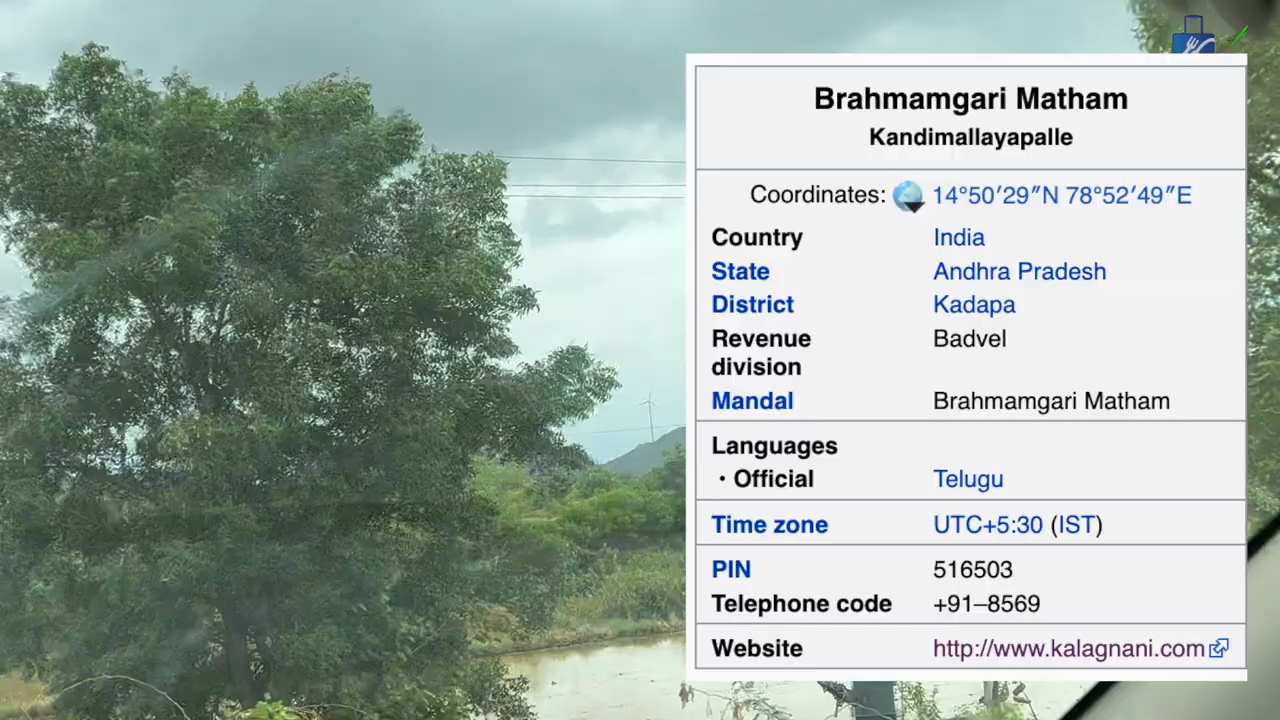 Brahmamgari Matham
Kandimallayapalle
Coordinates: 14°50′29″N 78°52′49″E
Country India
State Andhra Pradesh
District Kadapa
Revenue division Badvel
Mandal Brahmamgari Matham
Languages
• Official Telugu
Time zone UTC+5:30 (IST)
PIN 516503
Telephone code +91–8569
Website http://www.kalagnani.com